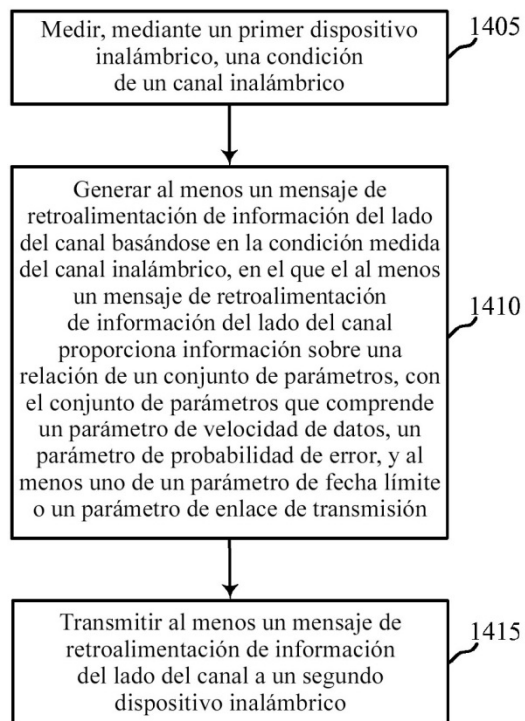 Medir, mediante un primer dispositivo
inalámbrico, una condición
de un canal inalámbrico
1405
Generar al menos un mensaje de
retroalimentación de información del lado
del canal basándose en la condición medida
del canal inalámbrico, en el que el al menos
un mensaje de retroalimentación
de información del lado del canal
proporciona información sobre una
relación de un conjunto de parámetros, con
el conjunto de parámetros que comprende
un parámetro de velocidad de datos, un
parámetro de probabilidad de error, y al
menos uno de un parámetro de fecha límite
o un parámetro de enlace de transmisión
1410
Transmitir al menos un mensaje de
retroalimentación de información
del lado del canal a un segundo
dispositivo inalámbrico
1415